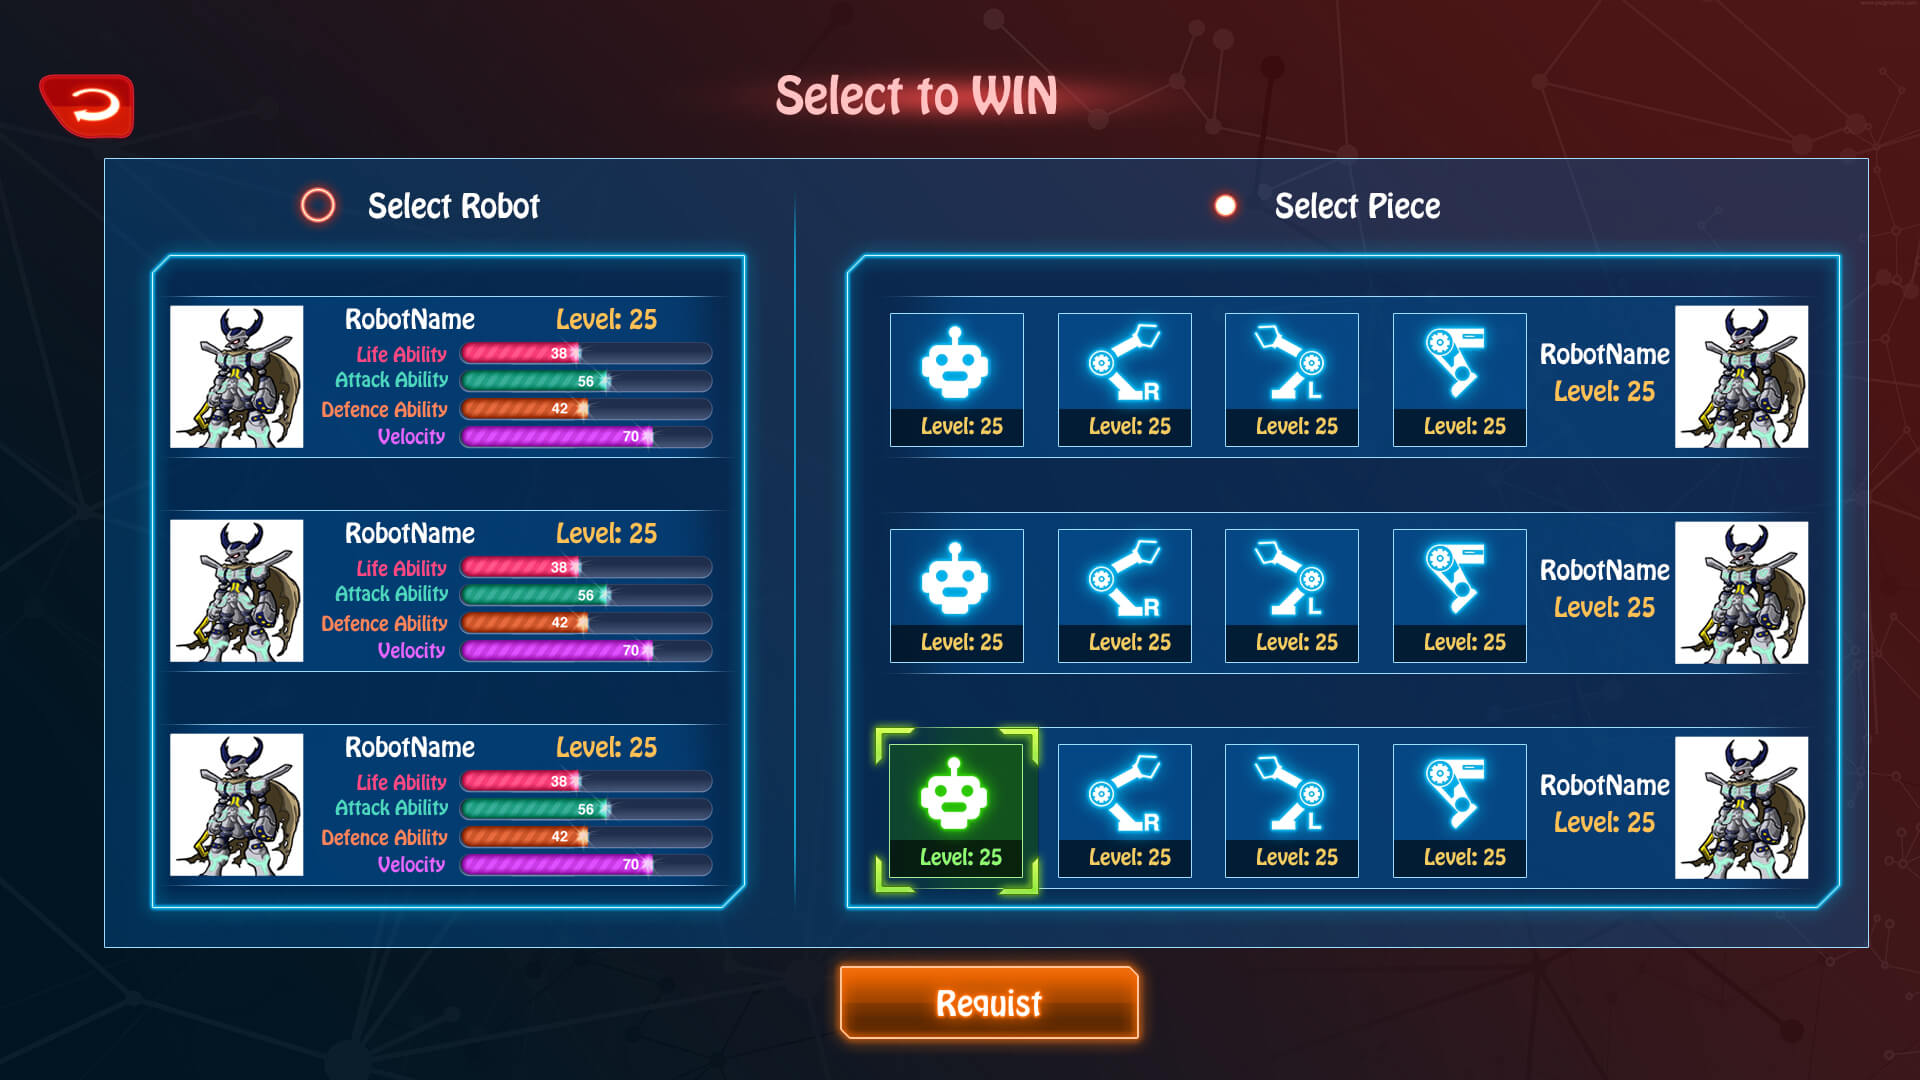 Select to WIN
Select Robot
RobotName Level: 25
Life Ability 38
Attack Ability 56
Defence Ability 42
Velocity 70
RobotName Level: 25
Life Ability 38
Attack Ability 56
Defence Ability 42
Velocity 70
RobotName Level: 25
Life Ability 38
Attack Ability 56
Defence Ability 42
Velocity 70
Select Piece
R L
Level: 25 Level: 25 Level: 25 Level: 25
RobotName
Level: 25
R L
Level: 25 Level: 25 Level: 25 Level: 25
RobotName
Level: 25
R L
Level: 25 Level: 25 Level: 25 Level: 25
RobotName
Level: 25
Requist